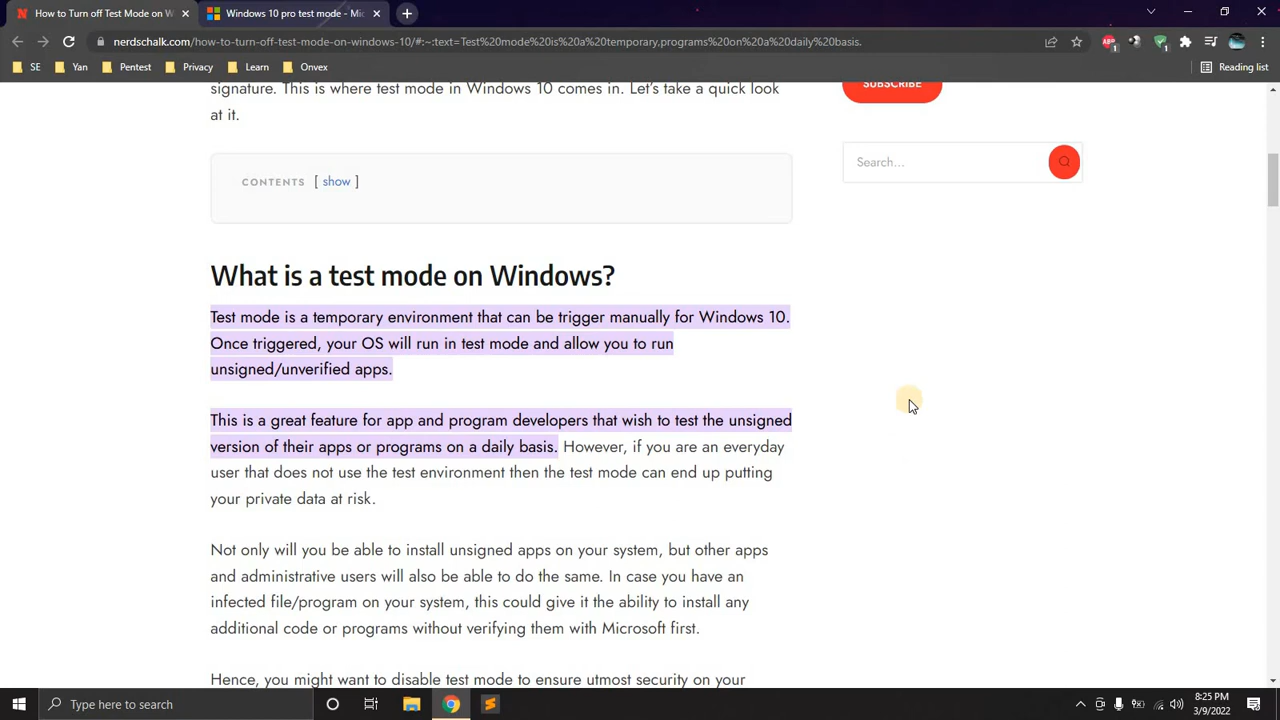 How to Turn off Test Mode on W
Windows 10 pro test mode - Mic
nerdschalk.com/how-to-turn-off-test-mode-on-windows-10/#:~:text=Test%20mode%20is%20a%20temporary,programs%20on%20a%20daily%20basis.
SE Yan Pentest Privacy Learn Onvex Reading list
signature. This is where test mode in Windows 10 comes in. Let's take a quick look
at it.
SUBSCRIBE
Search...
CONTENTS [ show ]
What is a test mode on Windows?
Test mode is a temporary environment that can be trigger manually for Windows 10.
Once triggered, your OS will run in test mode and allow you to run
unsigned/unverified apps.
This is a great feature for app and program developers that wish to test the unsigned
version of their apps or programs on a daily basis. However, if you are an everyday
user that does not use the test environment then the test mode can end up putting
your private data at risk.
Not only will you be able to install unsigned apps on your system, but other apps
and administrative users will also be able to do the same. In case you have an
infected file/program on your system, this could give it the ability to install any
additional code or programs without verifying them with Microsoft first.
Hence, you might want to disable test mode to ensure utmost security on your
Type here to search
8:25 PM
3/9/2022